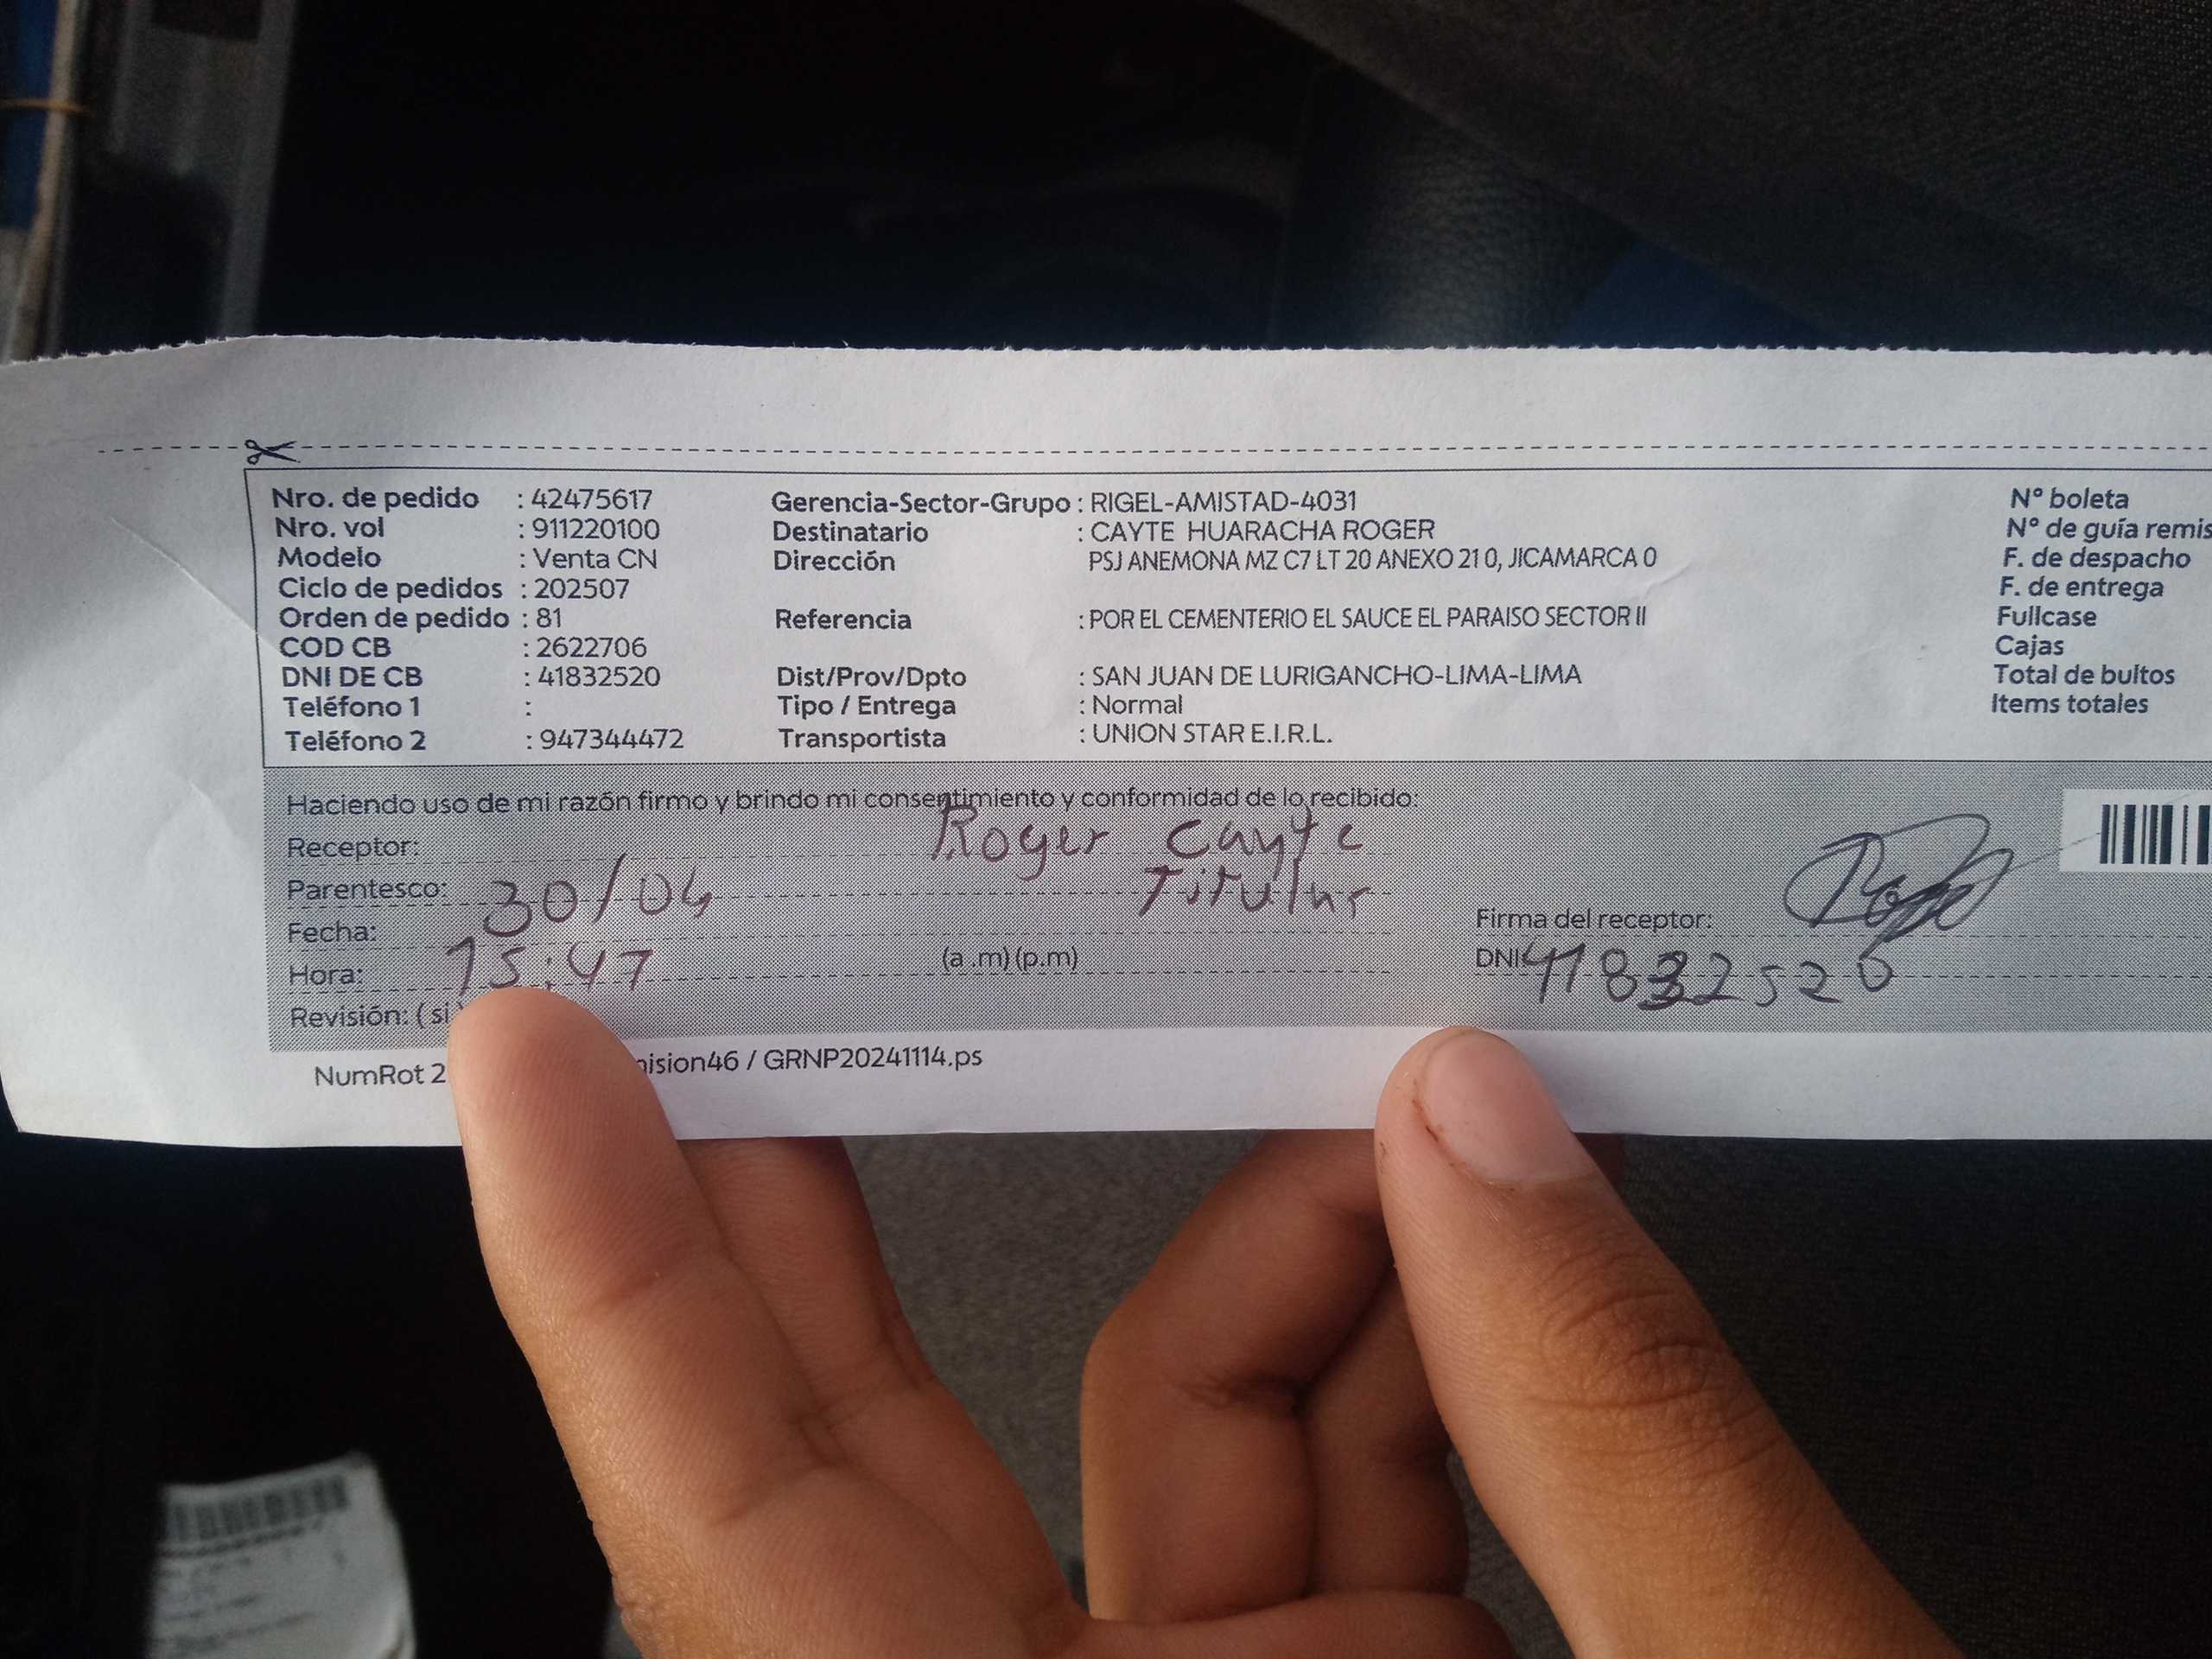 Nro. de pedido : 42475617 Gerencia-Sector-Grupo : RIGEL-AMISTAD-4031 N° boleta
Nro. vol : 911220100 Destinatario : CAYTE HUARACHA ROGER N° de guía remis
Modelo : Venta CN Dirección PSJ ANEMONA MZ C7 LT 20 ANEXO 21 0, JICAMARCA 0 F. de despacho
Ciclo de pedidos : 202507 F. de entrega
Orden de pedido : 81 Referencia : POR EL CEMENTERIO EL SAUCE EL PARAISO SECTOR II Fullcase
COD CB : 2622706 Cajas
DNI DE CB : 41832520 Dist/Prov/Dpto : SAN JUAN DE LURIGANCHO-LIMA-LIMA Total de bultos
Teléfono 1 : Tipo / Entrega : Normal Items totales
Teléfono 2 : 947344472 Transportista : UNION STAR E.I.R.L.
Haciendo uso de mi razón firmo y brindo mi consentimiento y conformidad de lo recibido:
Receptor: Roger Cayte
Parentesco: Titular
Fecha: 30/04 Firma del receptor:
Hora: 15:47 (a .m) (p.m) DNI: 41832520
Revisión: ( si
NumRot 2 nision46 / GRNP20241114.ps